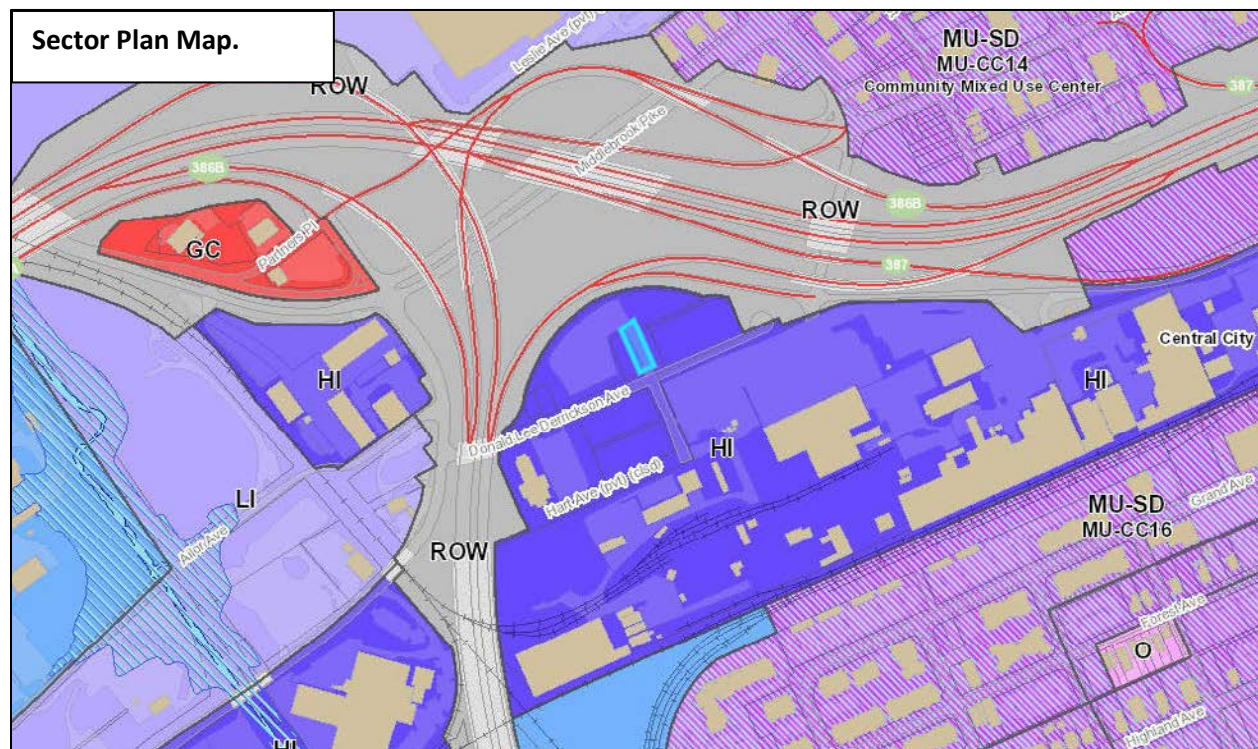 Sector Plan Map.
Leslie Ave (pvt)
MU-SD
MU-CC14
Community Mixed Use Center
ROW
387
Middlebrook Pike
386B
386B
ROW
GC
Partners Pl
387
Central City
HI
HI
Donald Lee Derrickson Ave
HI
Hart Ave (pvt) (clsd)
LI
MU-SD
MU-CC16
Grand Ave
Ailor Ave
ROW
Forest Ave
O
Highland Ave
HI